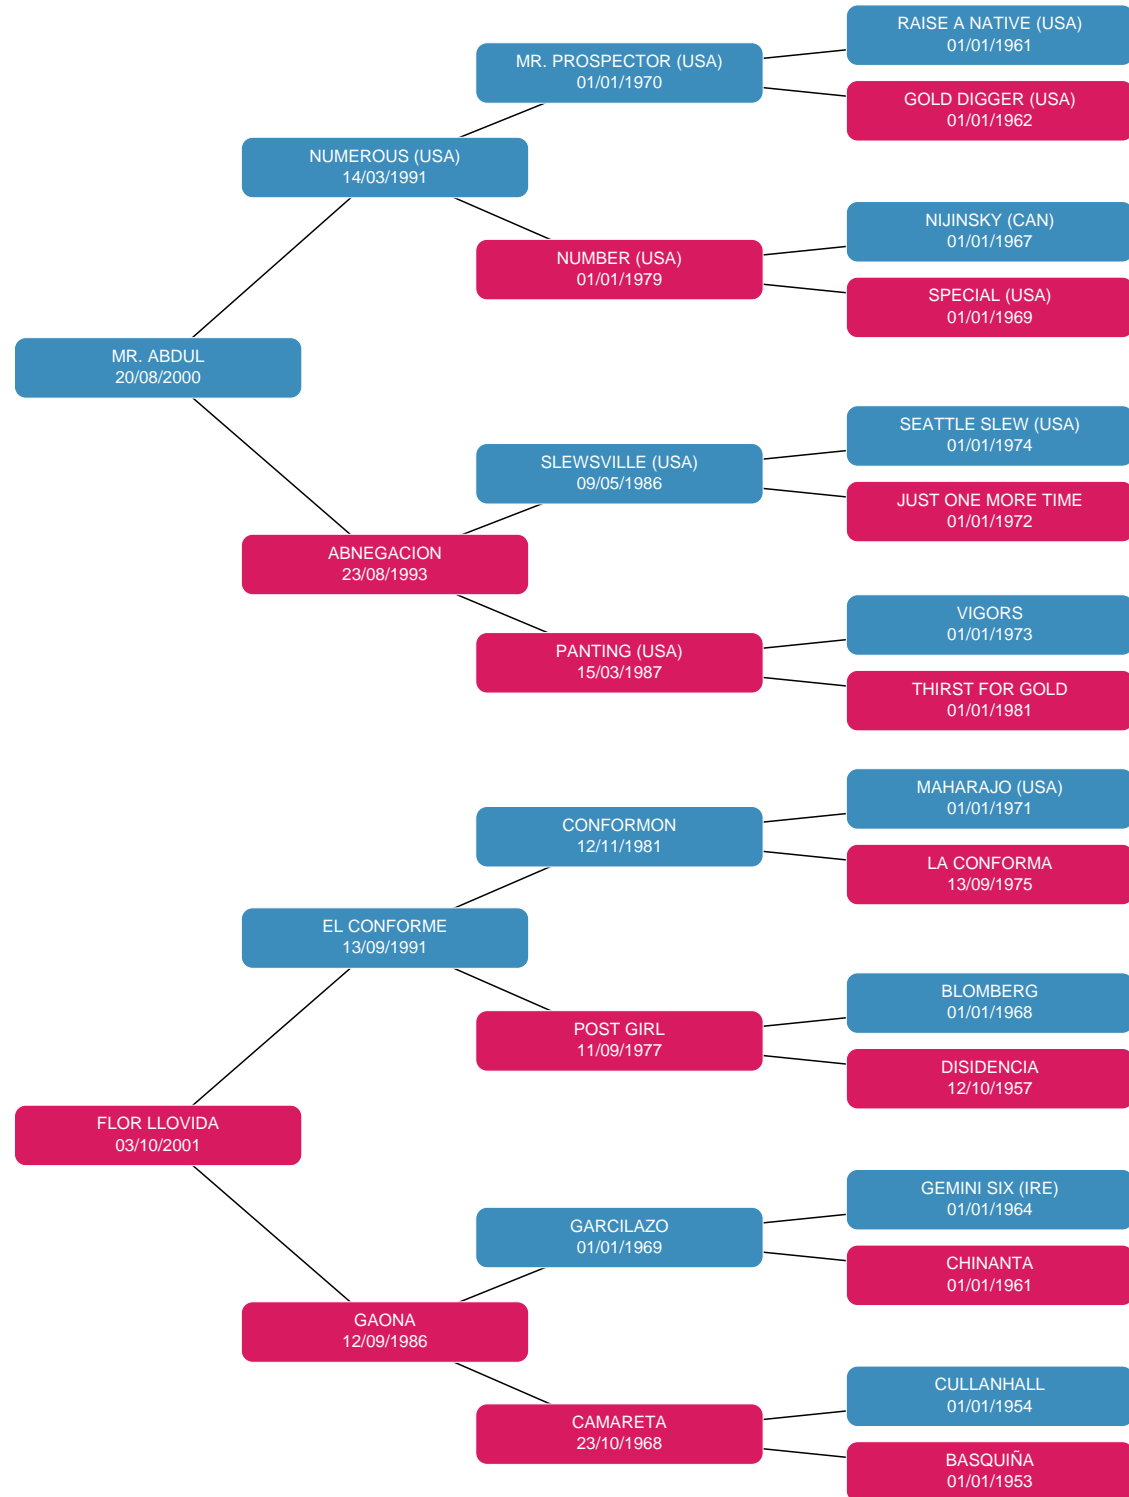 RAISE A NATIVE (USA)
01/01/1961
MR. PROSPECTOR (USA)
01/01/1970
GOLD DIGGER (USA)
01/01/1962
NUMEROUS (USA)
14/03/1991
NIJINSKY (CAN)
01/01/1967
NUMBER (USA)
01/01/1979
SPECIAL (USA)
01/01/1969
MR. ABDUL
20/08/2000
SEATTLE SLEW (USA)
01/01/1974
SLEWSVILLE (USA)
09/05/1986
JUST ONE MORE TIME
01/01/1972
ABNEGACION
23/08/1993
VIGORS
01/01/1973
PANTING (USA)
15/03/1987
THIRST FOR GOLD
01/01/1981
MAHARAJO (USA)
01/01/1971
CONFORMON
12/11/1981
LA CONFORMA
13/09/1975
EL CONFORME
13/09/1991
BLOMBERG
01/01/1968
POST GIRL
11/09/1977
DISIDENCIA
12/10/1957
FLOR LLOVIDA
03/10/2001
GEMINI SIX (IRE)
01/01/1964
GARCILAZO
01/01/1969
CHINANTA
01/01/1961
GAONA
12/09/1986
CULLANHALL
01/01/1954
CAMARETA
23/10/1968
BASQUIÑA
01/01/1953